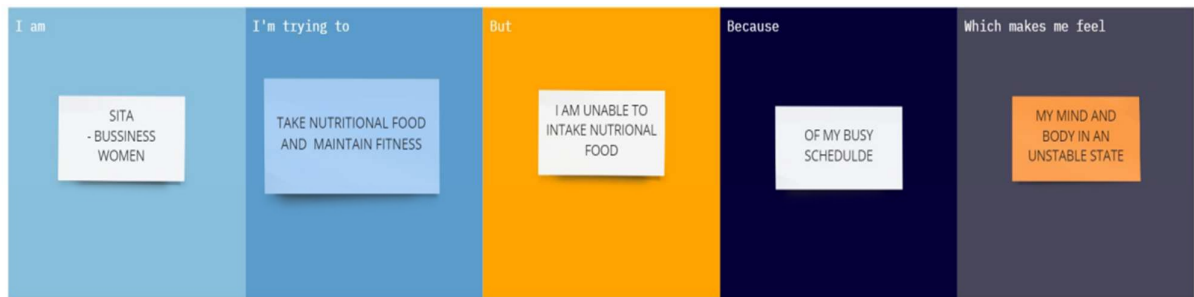 I am
SITA
- BUSSINESS
WOMEN
I'm trying to
TAKE NUTRITIONAL FOOD
AND MAINTAIN FITNESS
But
I AM UNABLE TO
INTAKE NUTRIONAL
FOOD
Because
OF MY BUSY
SCHEDULDE
Which makes me feel
MY MIND AND
BODY IN AN
UNSTABLE STATE